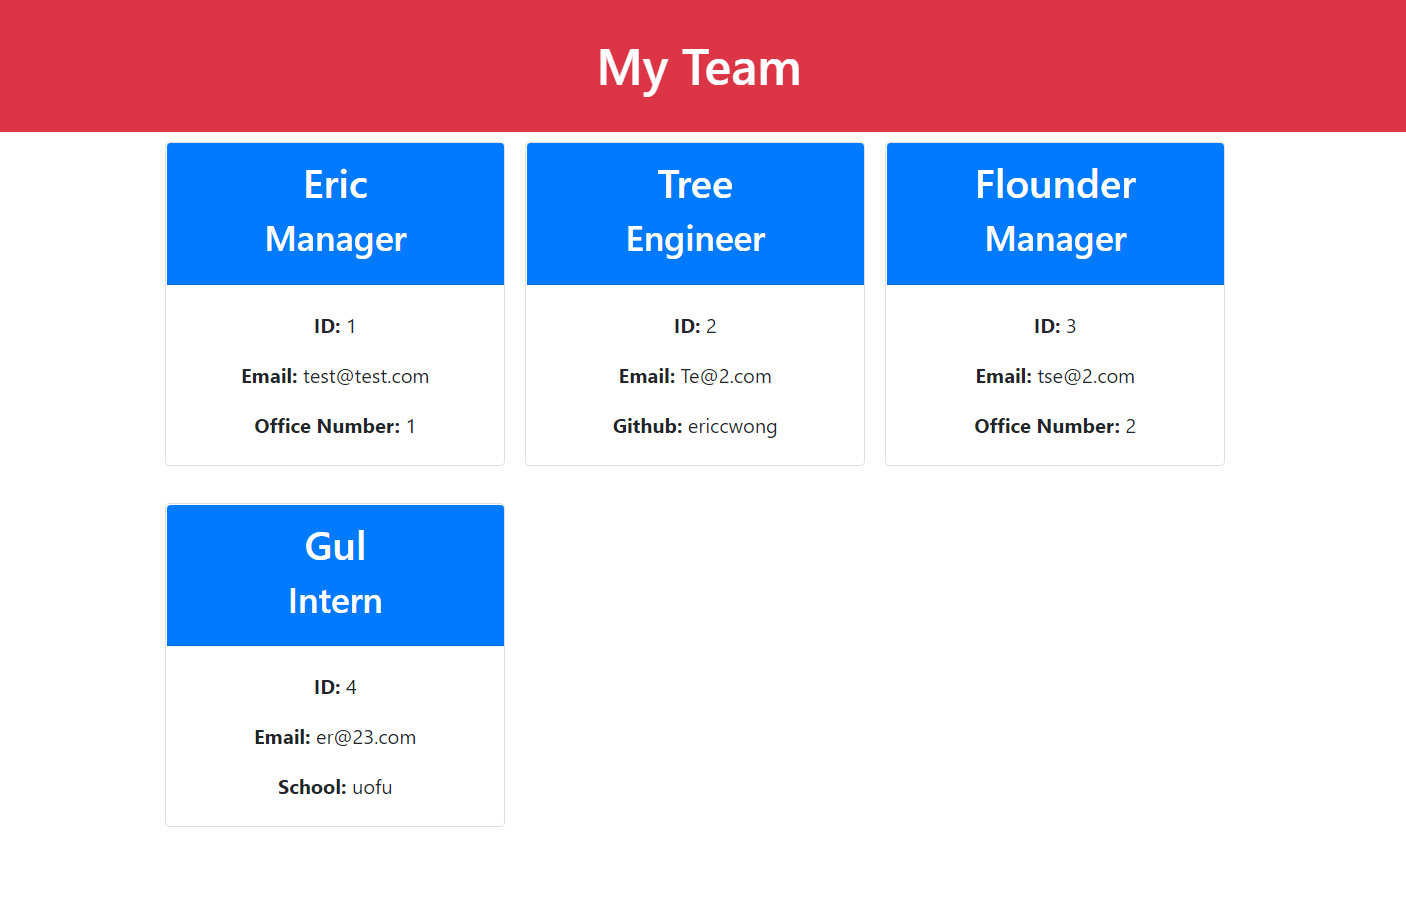 My Team
Eric
Manager
ID: 1
Email: test@test.com
Office Number: 1
Tree
Engineer
ID: 2
Email: Te@2.com
Github: ericcwong
Flounder
Manager
ID: 3
Email: tse@2.com
Office Number: 2
Gul
Intern
ID: 4
Email: er@23.com
School: uofu